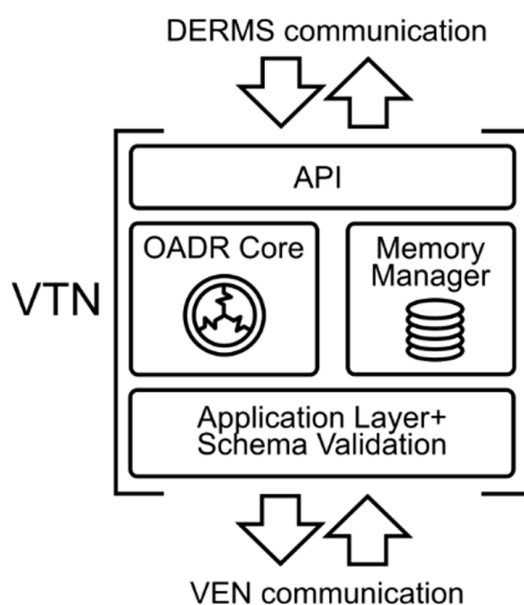 DERMS communication
API
OADR Core
Memory
Manager
VTN
Application Layer+
Schema Validation
VEN communication